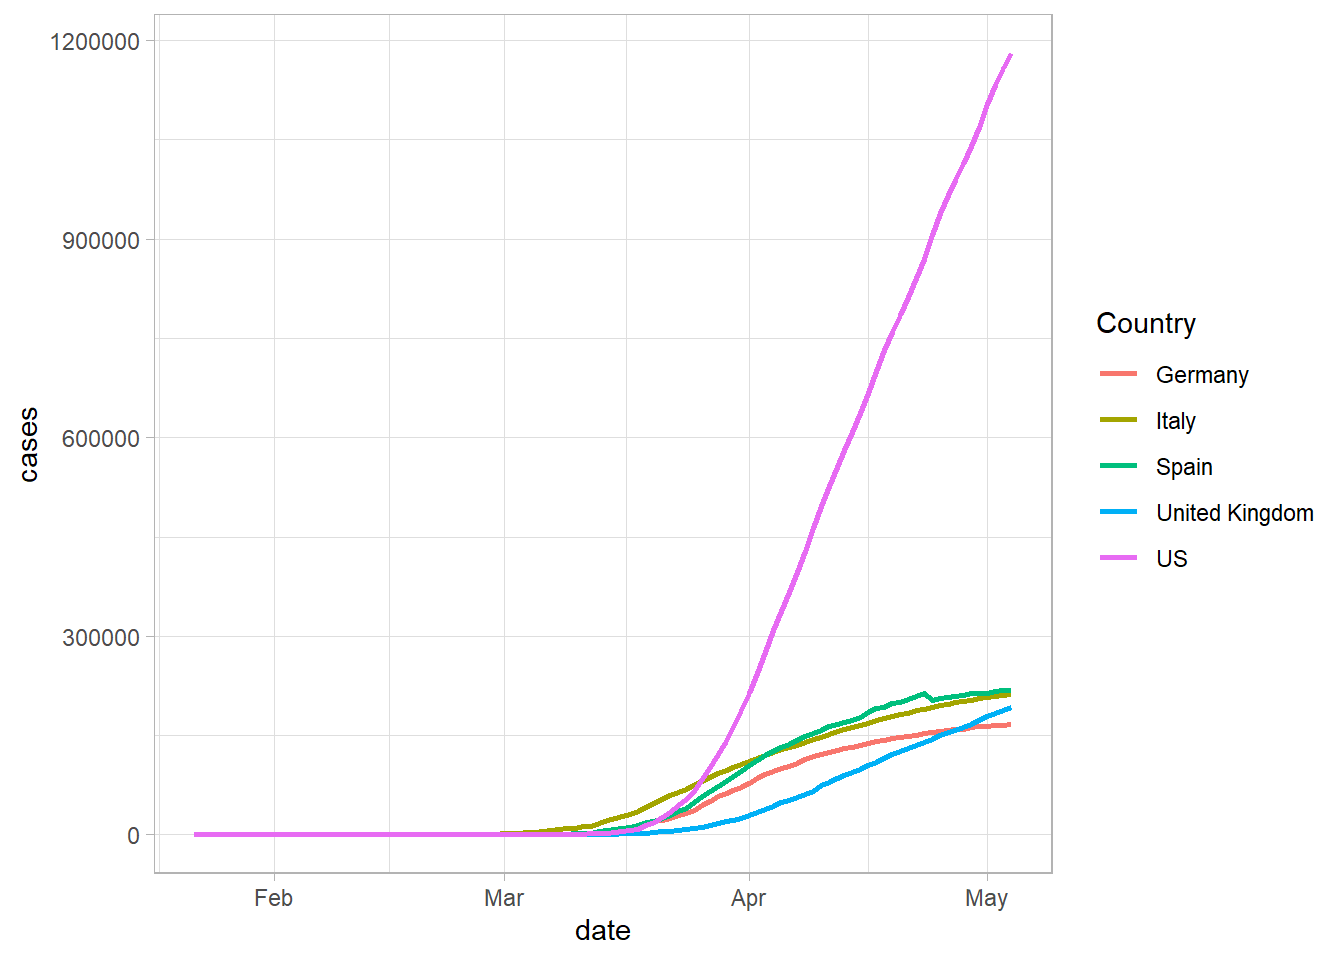 1200000
900000
600000
300000
0
cases
Feb Mar Apr May
date
Country
Germany
Italy
Spain
United Kingdom
US